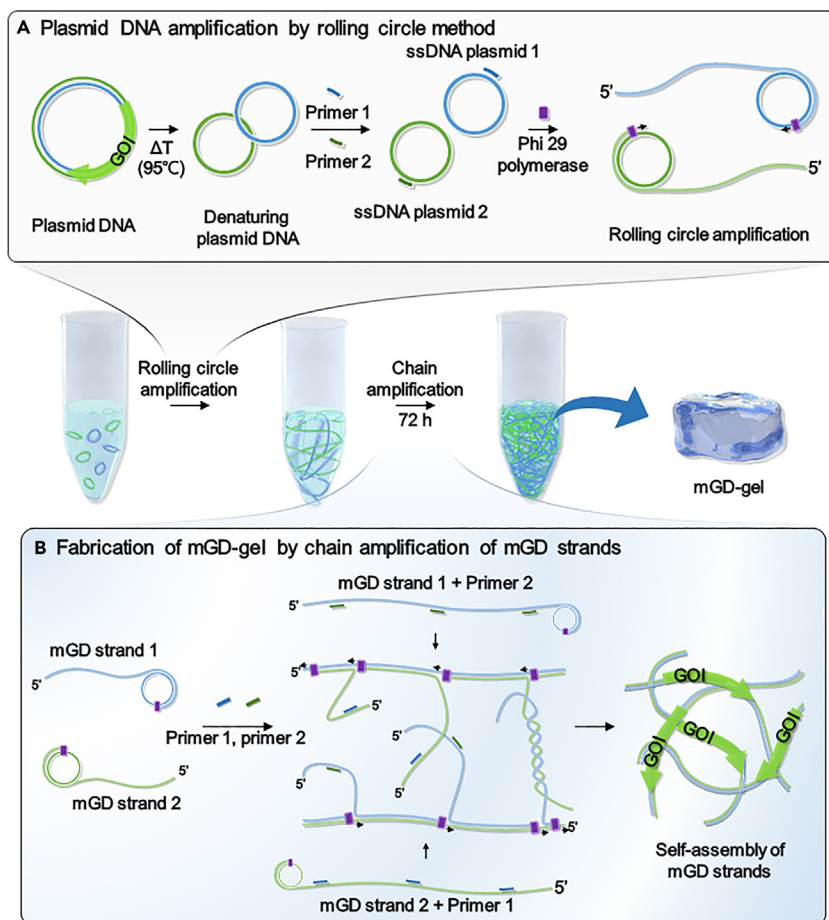 A Plasmid DNA amplification by rolling circle method
ssDNA plasmid 1
5'
Primer 1
GOI
ΔT
(95℃)
Primer 2
Phi 29
polymerase
5'
ssDNA plasmid 2
Plasmid DNA
Denaturing
plasmid DNA
Rolling circle amplification
Rolling circle
amplification
Chain
amplification
72 h
mGD-gel
B Fabrication of mGD-gel by chain amplification of mGD strands
mGD strand 1 + Primer 2
5'
mGD strand 1
5'
5'
5'
5'
Primer 1, primer 2
5'
mGD strand 2
5'
5'
5'
5'
mGD strand 2 + Primer 1
GOI
GOI
GOI
GOI
Self-assembly of
mGD strands